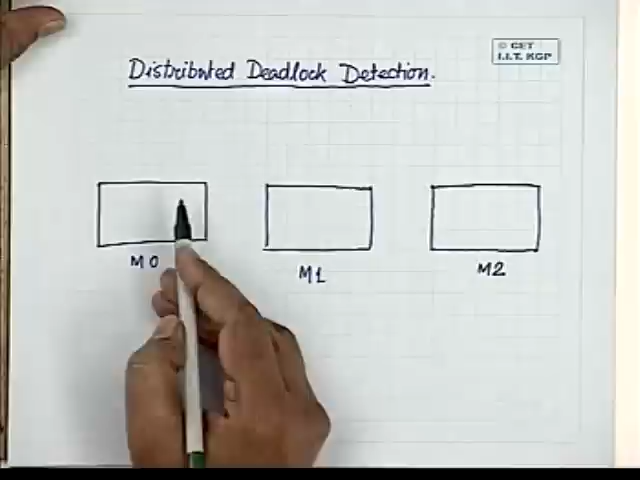 © CET
I.I.T. KGP
Distributed Deadlock Detection.
M0
M1
M2